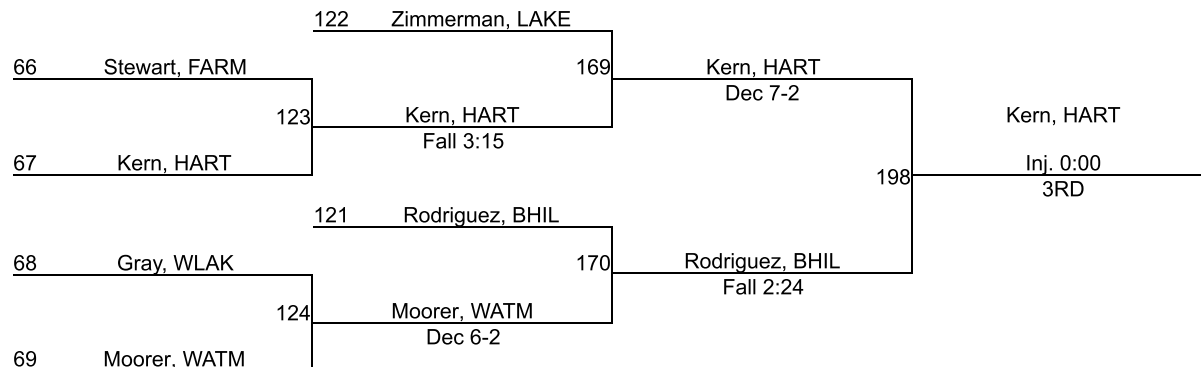 122 Zimmerman, LAKE
66 Stewart, FARM
169 Kern, HART
Dec 7-2
123 Kern, HART
Fall 3:15
Kern, HART
67 Kern, HART
Inj. 0:00
198
3RD
121 Rodriguez, BHIL
68 Gray, WLAK
170 Rodriguez, BHIL
Fall 2:24
124 Moorer, WATM
Dec 6-2
69 Moorer, WATM